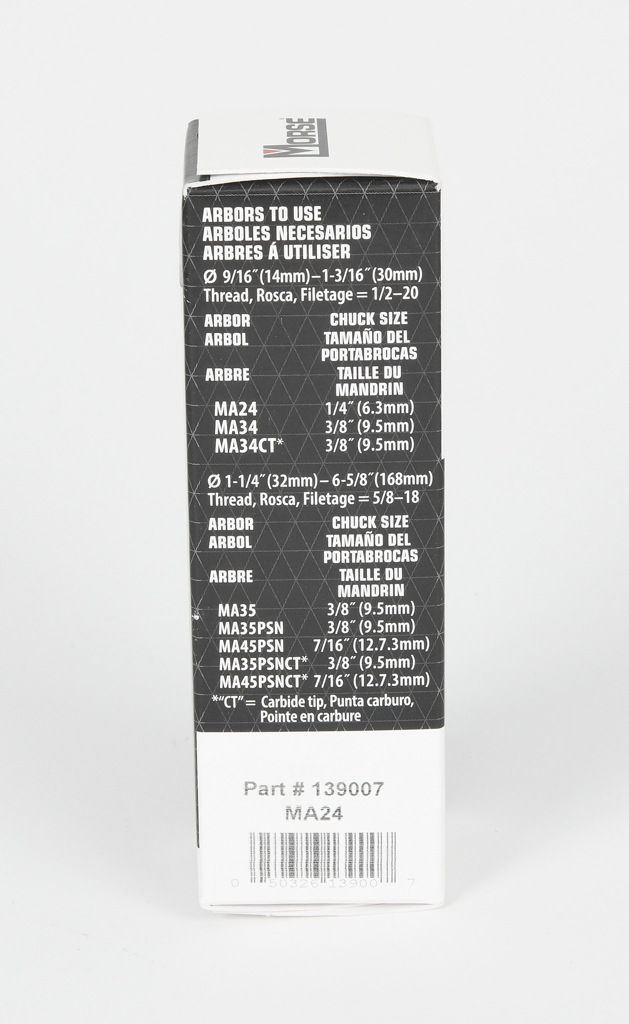 MORSE
ARBORS TO USE
ARBOLES NECESARIOS
ARBRES Á UTILISER
Ø 9/16˝(14mm)–1-3/16˝(30mm)
Thread, Rosca, Filetage = 1/2–20
ARBOR CHUCK SIZE
ARBOL TAMAÑO DEL
PORTABROCAS
ARBRE TAILLE DU
MANDRIN
MA24 1/4˝ (6.3mm)
MA34 3/8˝ (9.5mm)
MA34CT* 3/8˝ (9.5mm)
Ø 1-1/4˝(32mm)–6-5/8˝(168mm)
Thread, Rosca, Filetage = 5/8–18
ARBOR CHUCK SIZE
ARBOL TAMAÑO DEL
PORTABROCAS
ARBRE TAILLE DU
MANDRIN
MA35 3/8˝ (9.5mm)
MA35PSN 3/8˝ (9.5mm)
MA45PSN 7/16˝ (12.7.3mm)
MA35PSNCT* 3/8˝ (9.5mm)
MA45PSNCT* 7/16˝ (12.7.3mm)
*"CT" = Carbide tip, Punta carburo,
Pointe en carbure
Part # 139007
MA24
0 50326 13900 7